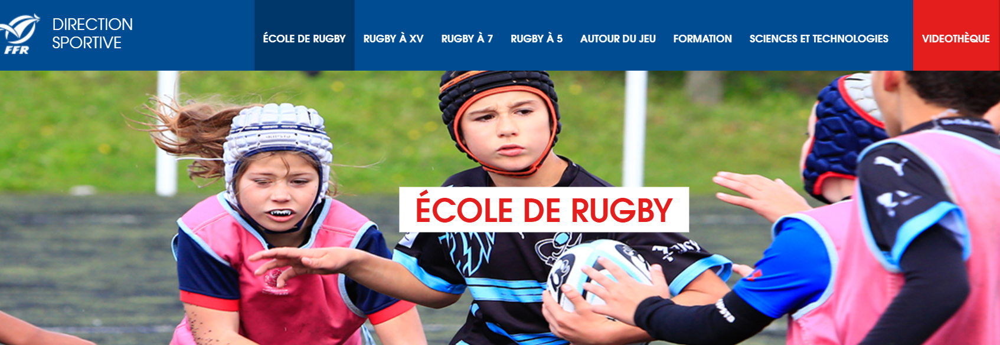 DIRECTION
SPORTIVE
FFR
ÉCOLE DE RUGBY
RUGBY À XV
RUGBY À 7
RUGBY À 5
AUTOUR DU JEU
FORMATION
SCIENCES ET TECHNOLOGIES
VIDEOTHÈQUE
ÉCOLE DE RUGBY